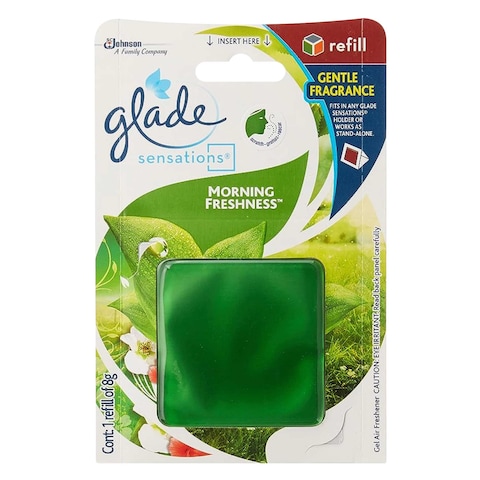 SC Johnson
A Family Company
↓ INSERT HERE ↓
refill
GENTLE
FRAGRANCE
FITS IN ANY GLADE
SENSATIONS®
HOLDER OR
WORKS AS
STAND-ALONE.
glade®
sensations®
MORNING
FRESHNESS™
Cont: 1 refill of 8g
Gel Air Freshener CAUTION: EYE IRRITANT. Read back panel carefully.